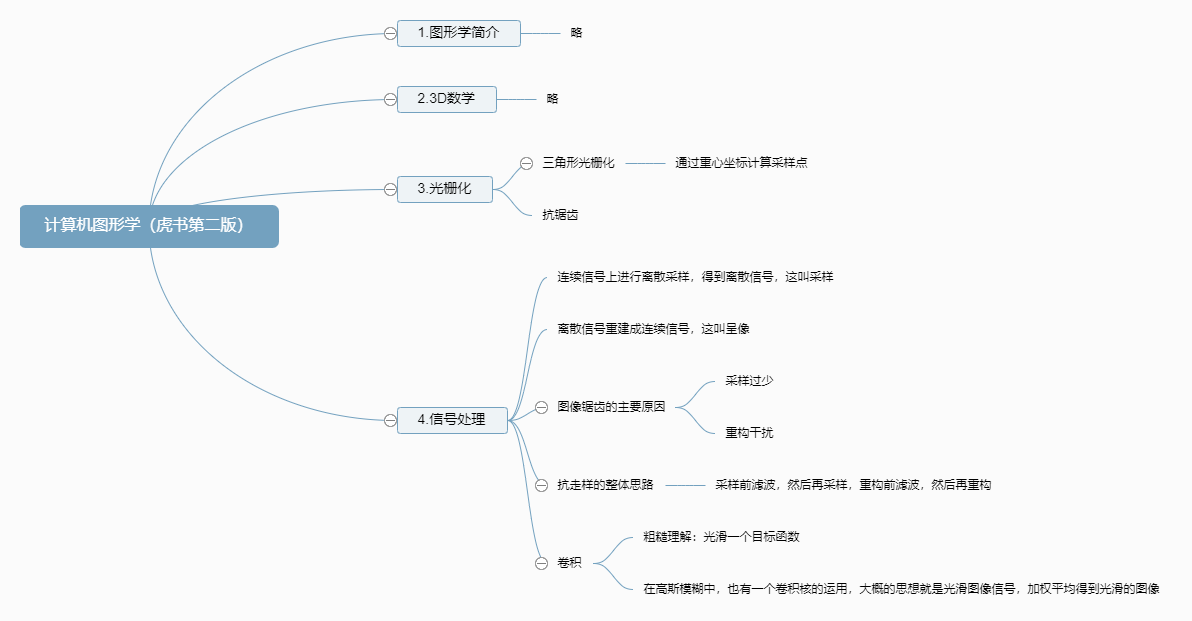 1.图形学简介
略
2.3D数学
略
三角形光栅化
通过重心坐标计算采样点
3.光栅化
抗锯齿
计算机图形学（虎书第二版）
连续信号上进行离散采样，得到离散信号，这叫采样
离散信号重建成连续信号，这叫呈像
采样过少
图像锯齿的主要原因
重构干扰
4.信号处理
抗走样的整体思路
采样前滤波，然后再采样，重构前滤波，然后再重构
粗糙理解：光滑一个目标函数
卷积
在高斯模糊中，也有一个卷积核的运用，大概的思想就是光滑图像信号，加权平均得到光滑的图像